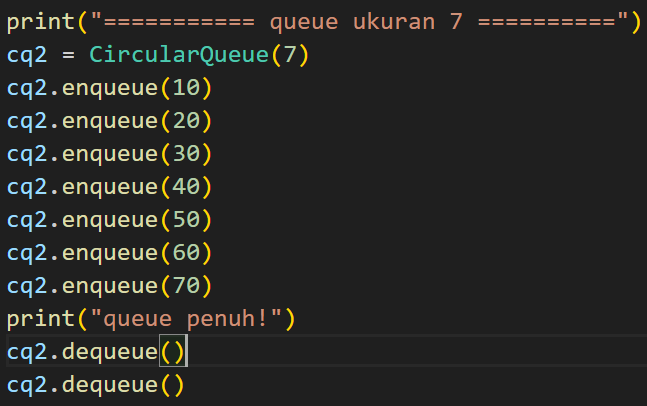 print("=========== queue ukuran 7 ==========")
cq2 = CircularQueue(7)
cq2.enqueue(10)
cq2.enqueue(20)
cq2.enqueue(30)
cq2.enqueue(40)
cq2.enqueue(50)
cq2.enqueue(60)
cq2.enqueue(70)
print("queue penuh!")
cq2.dequeue()
cq2.dequeue()